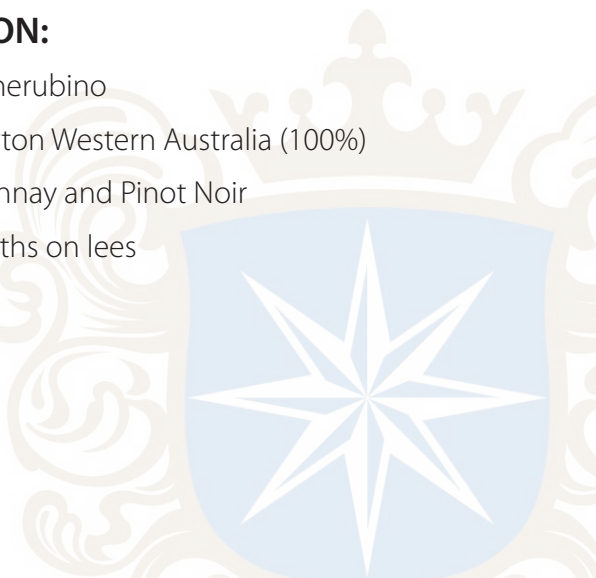 ON:
herubino
ton Western Australia (100%)
nnay and Pinot Noir
ths on lees